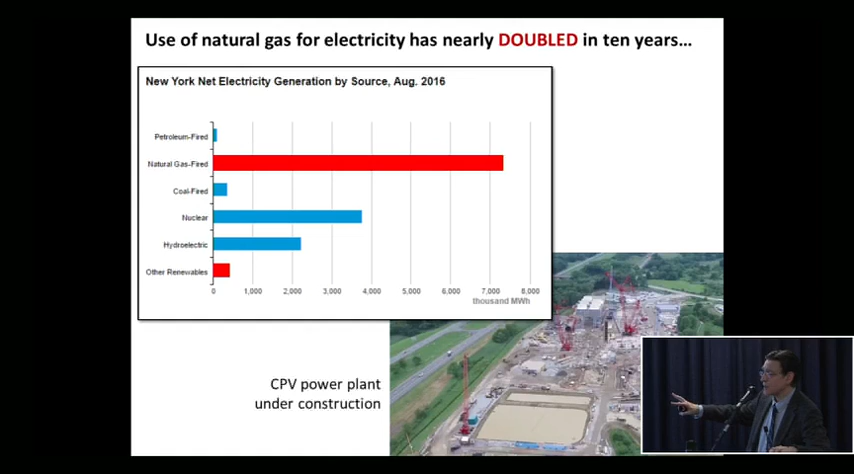 Use of natural gas for electricity has nearly DOUBLED in ten years...
New York Net Electricity Generation by Source, Aug. 2016
Petroleum-Fired
Natural Gas-Fired
Coal-Fired
Nuclear
Hydroelectric
Other Renewables
0 1,000 2,000 3,000 4,000 5,000 6,000 7,000 8,000
thousand MWh
CPV power plant
under construction